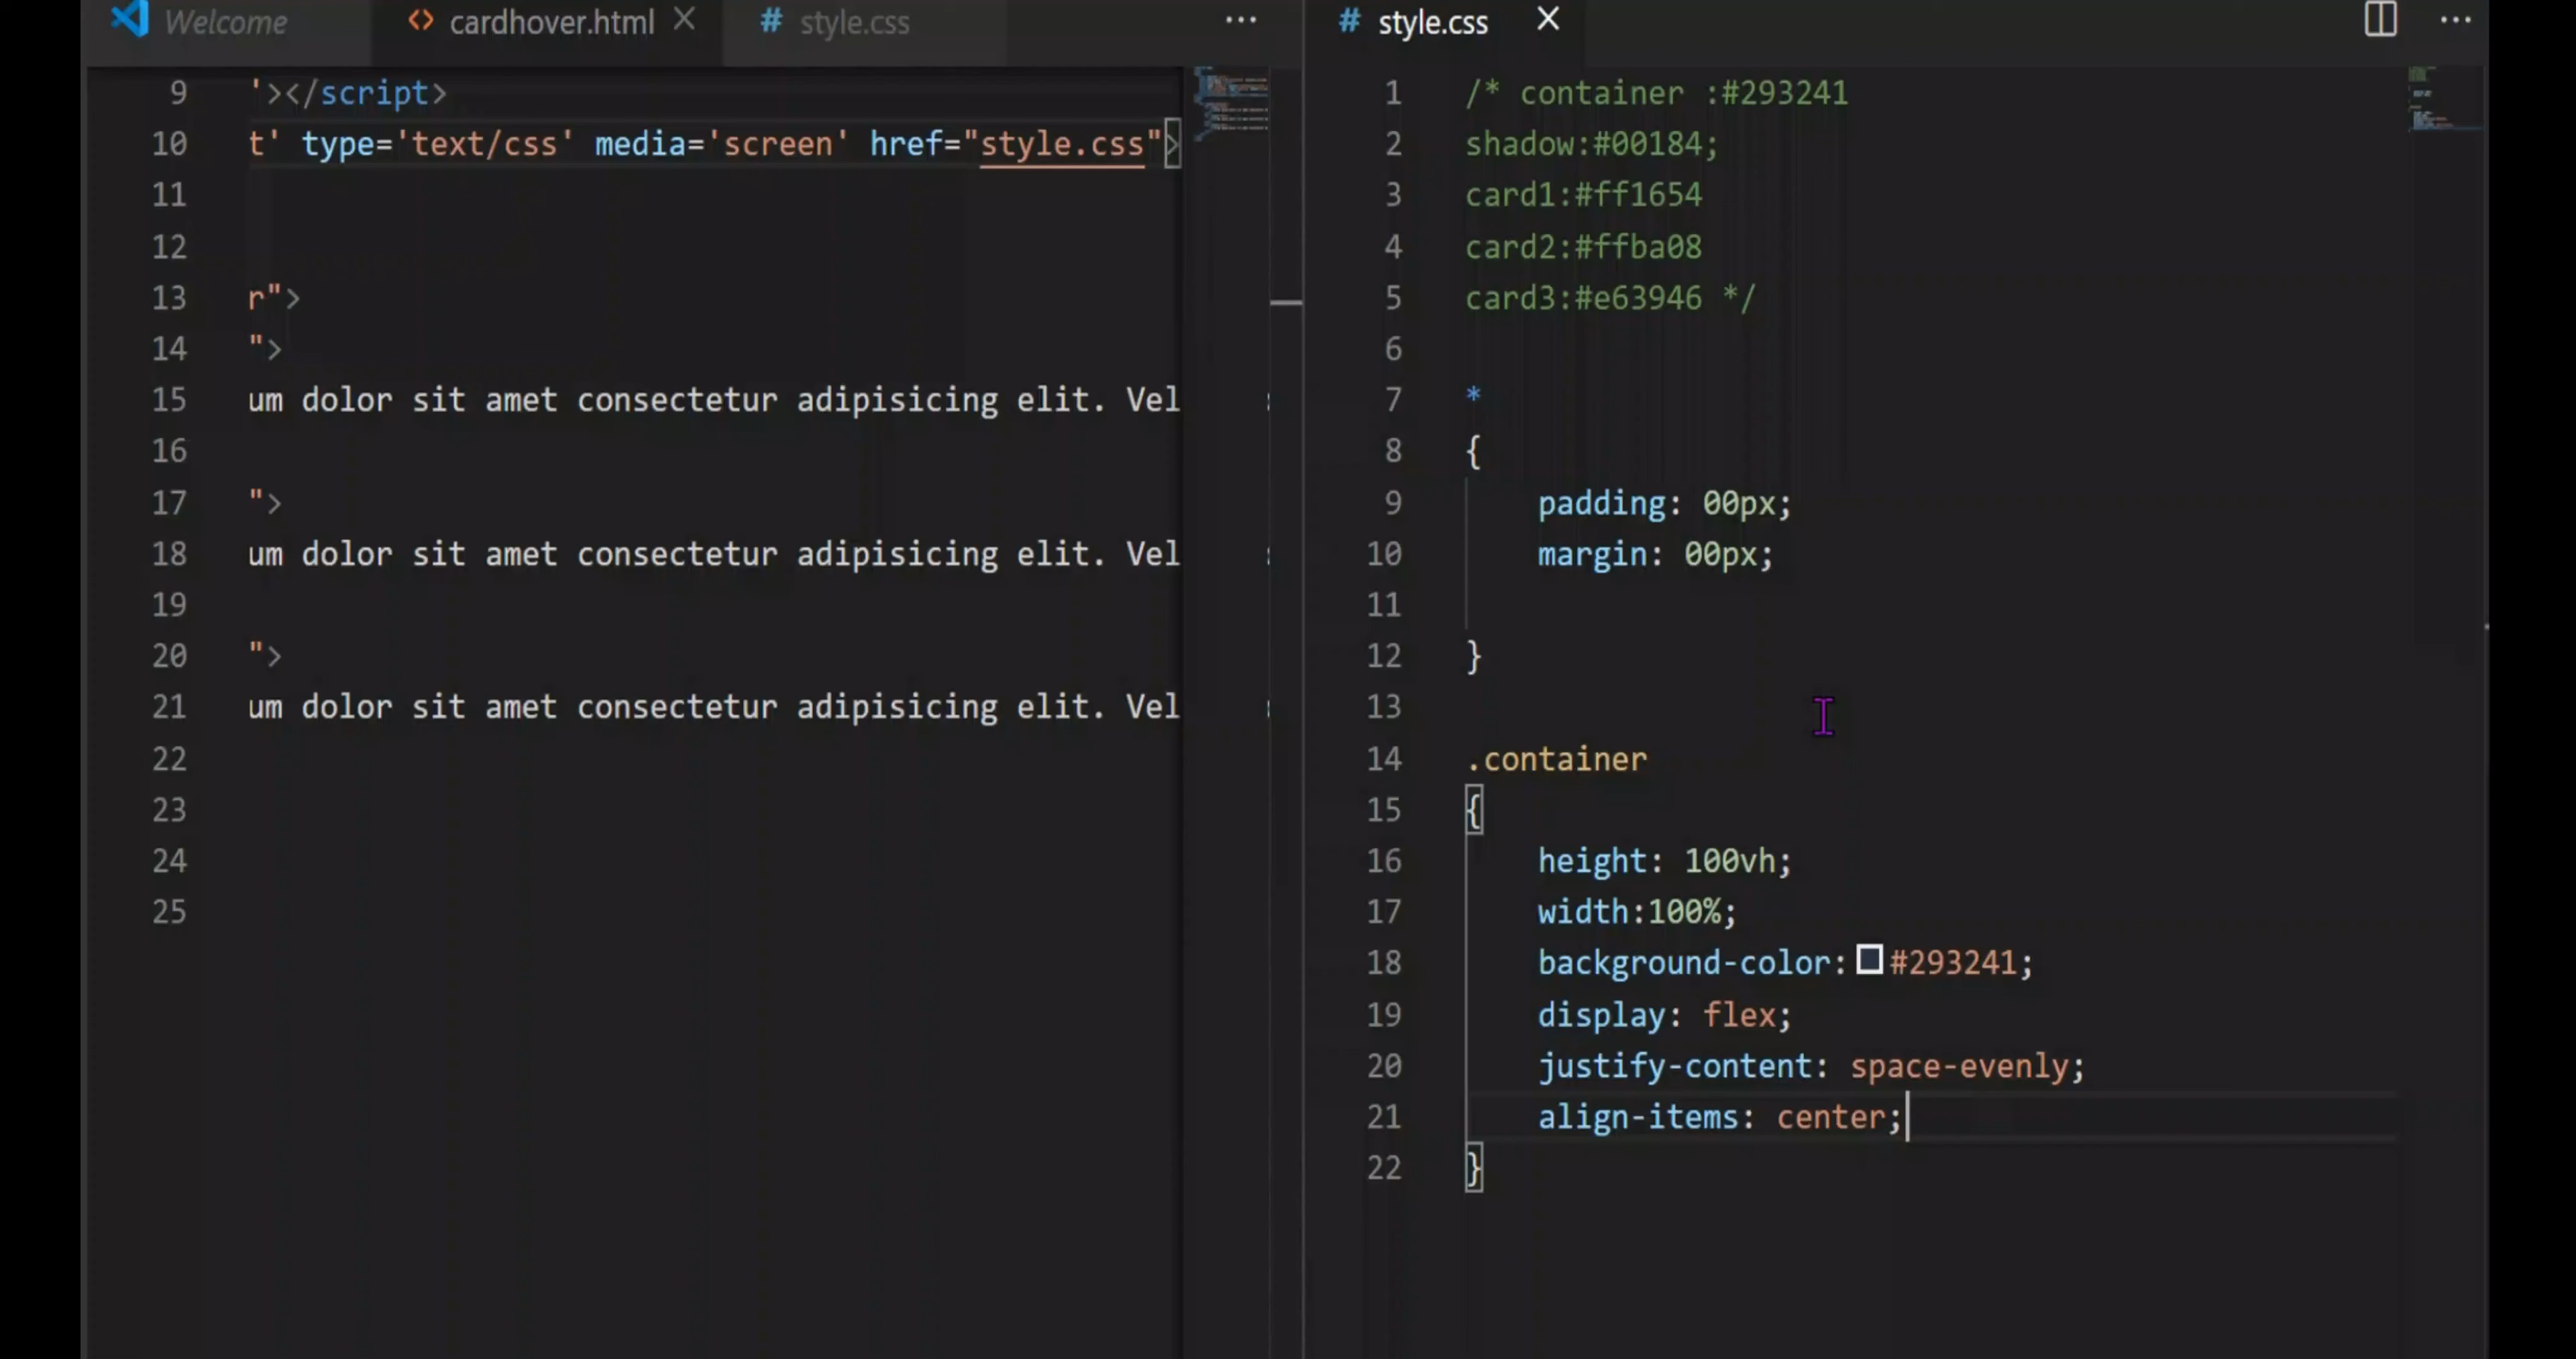 Welcome
<> cardhover.html ×
# style.css
...
9 '></script>
10 t' type='text/css' media='screen' href="style.css">
11
12
13 r">
14 ">
15 um dolor sit amet consectetur adipisicing elit. Vel
16
17 ">
18 um dolor sit amet consectetur adipisicing elit. Vel
19
20 ">
21 um dolor sit amet consectetur adipisicing elit. Vel
22
23
24
25
# style.css ×
...
1 /* container :#293241
2 shadow:#00184;
3 card1:#ff1654
4 card2:#ffba08
5 card3:#e63946 */
6
7 *
8 {
9 padding: 00px;
10 margin: 00px;
11
12 }
13
14 .container
15 {
16 height: 100vh;
17 width:100%;
18 background-color:#293241;
19 display: flex;
20 justify-content: space-evenly;
21 align-items: center;
22 }